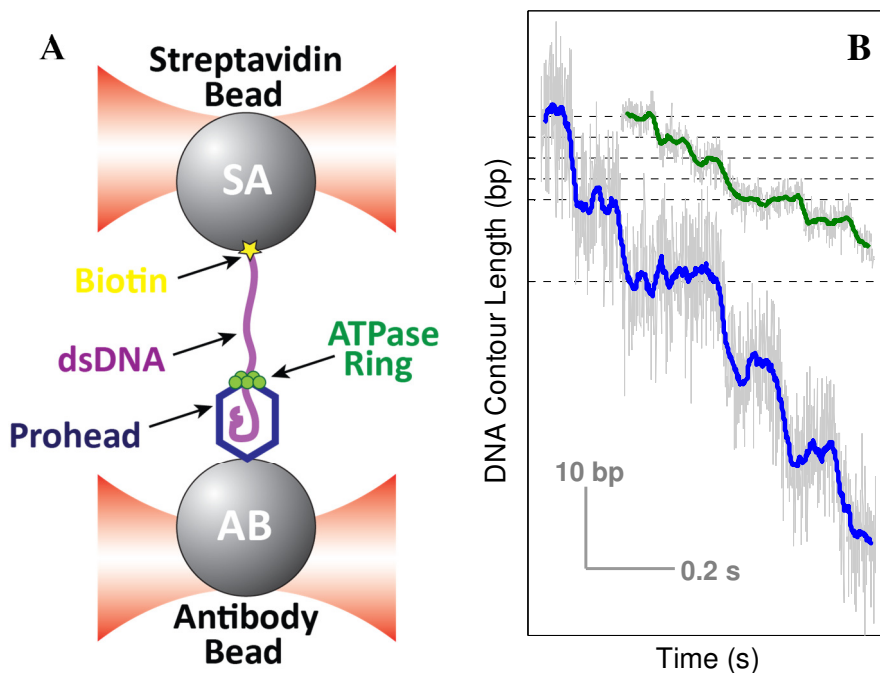 A
Streptavidin
Bead
SA
Biotin
dsDNA
ATPase
Ring
Prohead
AB
Antibody
Bead
B
DNA Contour Length (bp)
10 bp
0.2 s
Time (s)